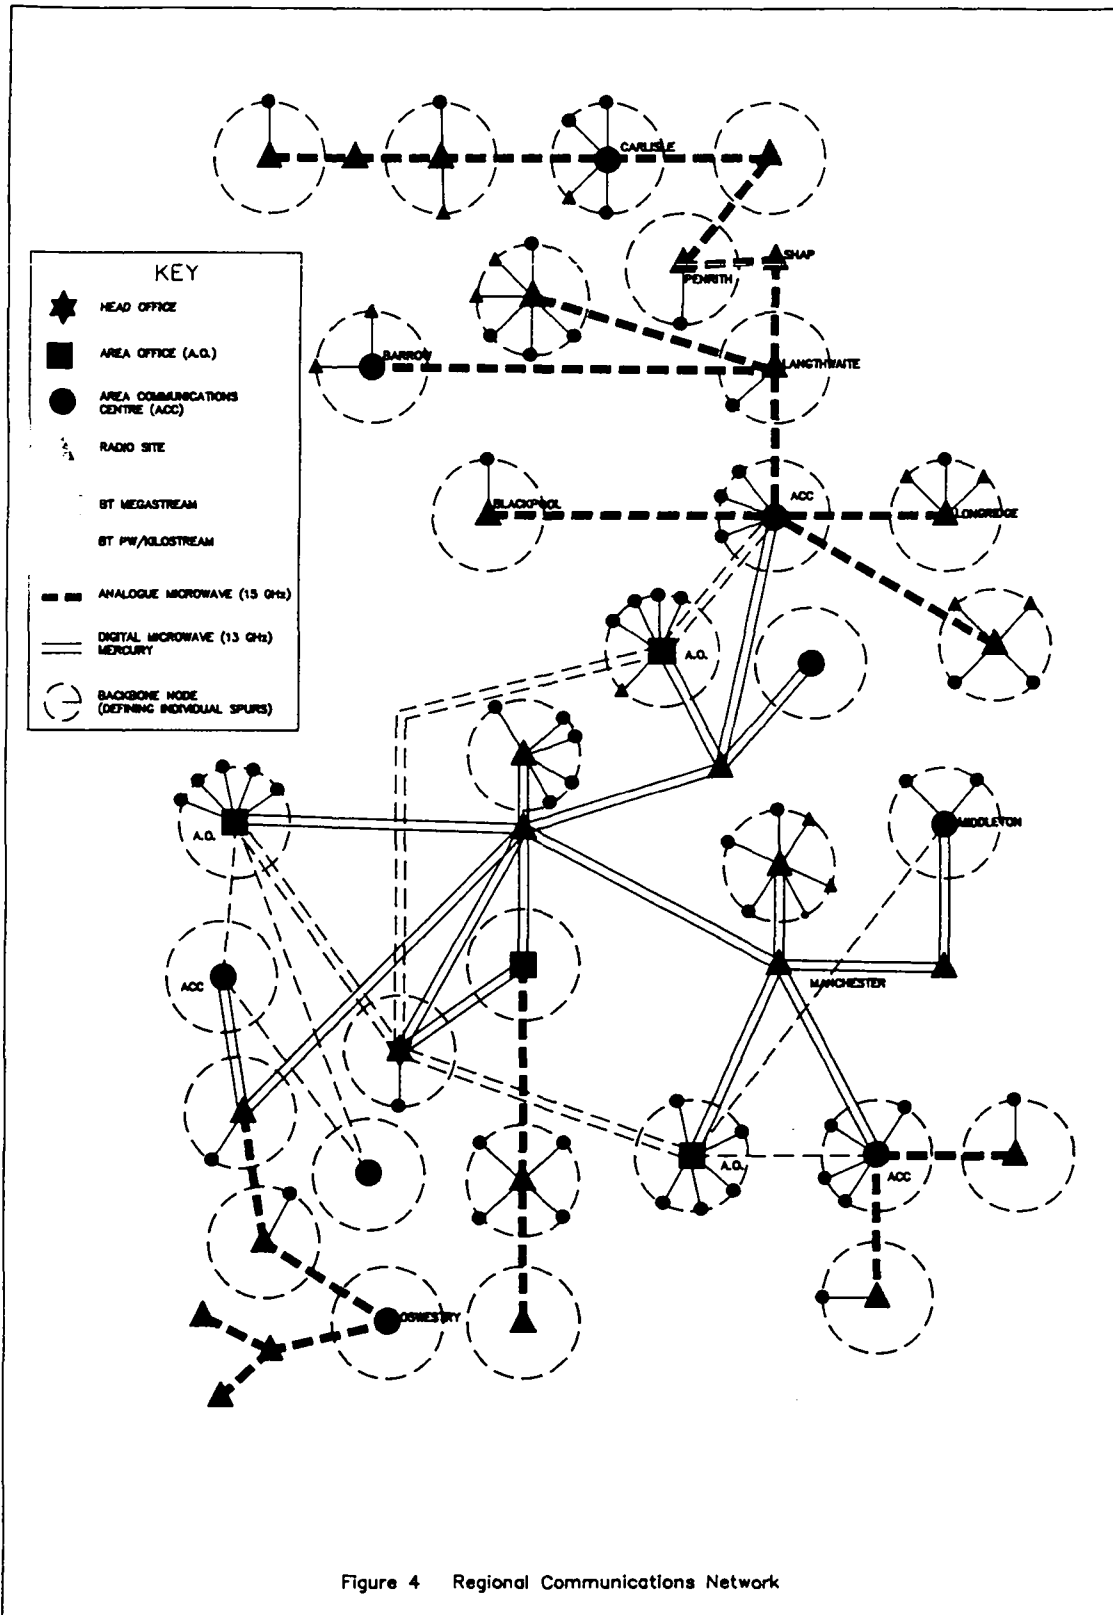 CARLISLE
SHAP
PENRITH
KEY
HEAD OFFICE
AREA OFFICE (A.O.)
AREA COMMUNICATIONS
CENTRE (ACC)
RADIO SITE
BT MEGASTREAM
BT PW/KILOSTREAM
ANALOGUE MICROWAVE (15 GHz)
DIGITAL MICROWAVE (13 GHz)
MERCURY
BACKBONE NODE
(DEFINING INDIVIDUAL SPURS)
BARROW
LANGTHWAITE
BLACKPOOL
ACC
LONGRIDGE
A.O.
A.O.
MIDDLETON
ACC
MANCHESTER
A.O.
ACC
OSWESTRY
Figure 4 Regional Communications Network